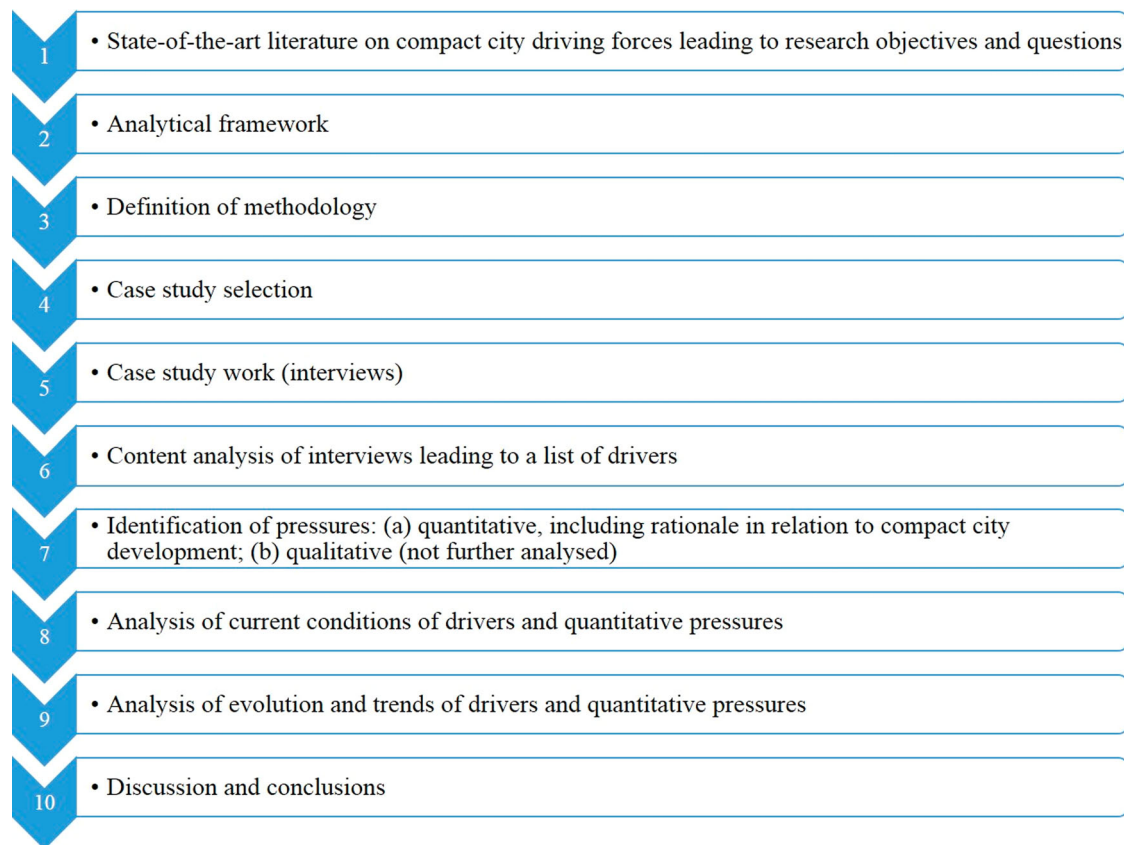 1
• State-of-the-art literature on compact city driving forces leading to research objectives and questions
2
• Analytical framework
3
• Definition of methodology
4
• Case study selection
5
• Case study work (interviews)
6
• Content analysis of interviews leading to a list of drivers
7
• Identification of pressures: (a) quantitative, including rationale in relation to compact city
development; (b) qualitative (not further analysed)
8
• Analysis of current conditions of drivers and quantitative pressures
9
• Analysis of evolution and trends of drivers and quantitative pressures
10
• Discussion and conclusions